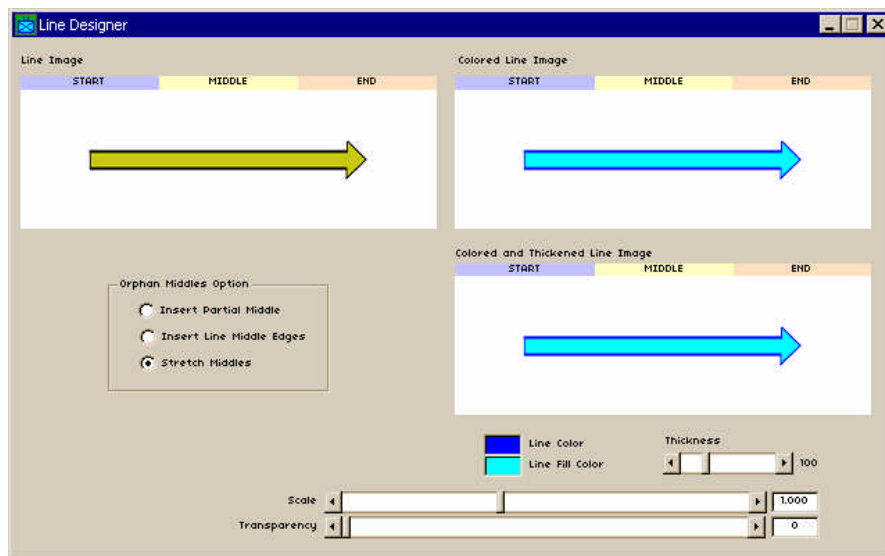 Line Designer
Line Image
START MIDDLE END
Colored Line Image
START MIDDLE END
Colored and Thickened Line Image
START MIDDLE END
Orphan Middles Option
Insert Partial Middle
Insert Line Middle Edges
Stretch Middles
Line Color
Line Fill Color
Thickness
100
Scale 1.000
Transparency 0